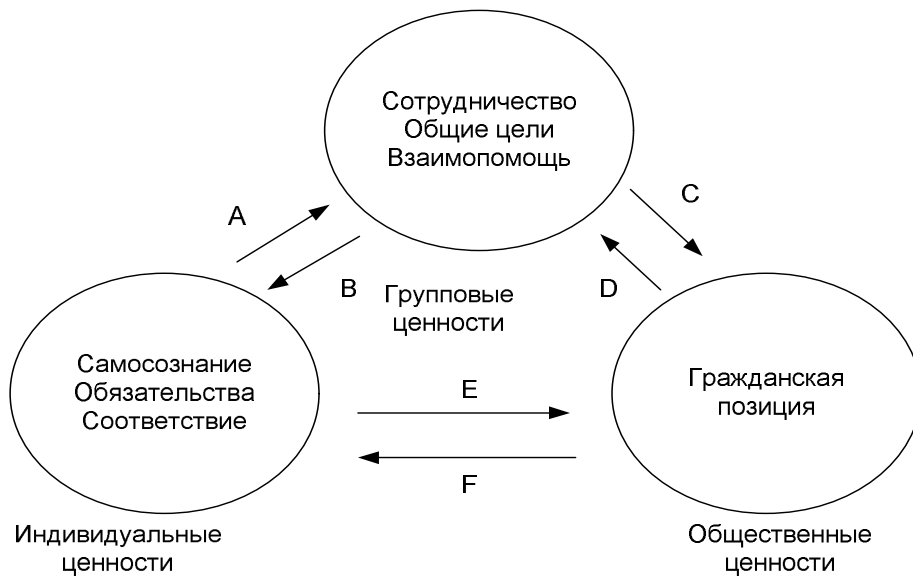 Сотрудничество
Общие цели
Взаимопомощь
A
C
B
D
Групповые
ценности
Самосознание
Обязательства
Соответствие
E
Гражданская
позиция
F
Индивидуальные
ценности
Общественные
ценности